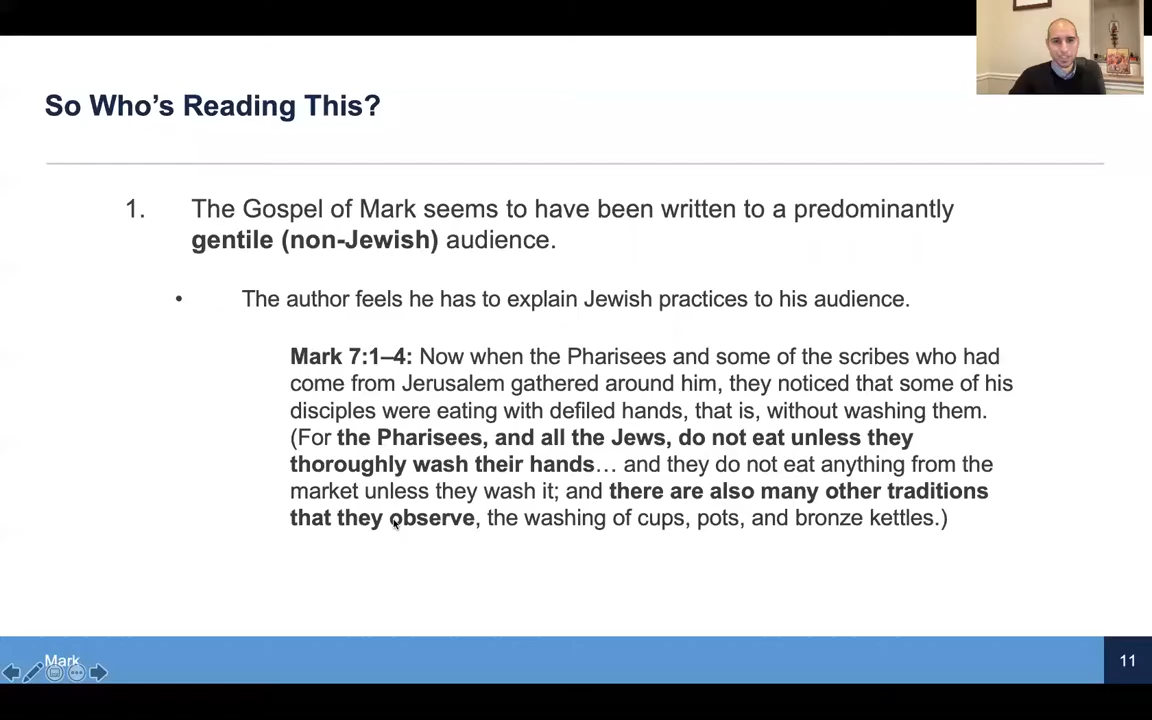 So Who's Reading This?
1. The Gospel of Mark seems to have been written to a predominantly
gentile (non-Jewish) audience.
• The author feels he has to explain Jewish practices to his audience.
Mark 7:1–4: Now when the Pharisees and some of the scribes who had
come from Jerusalem gathered around him, they noticed that some of his
disciples were eating with defiled hands, that is, without washing them.
(For the Pharisees, and all the Jews, do not eat unless they
thoroughly wash their hands… and they do not eat anything from the
market unless they wash it; and there are also many other traditions
that they observe, the washing of cups, pots, and bronze kettles.)
Mark
11